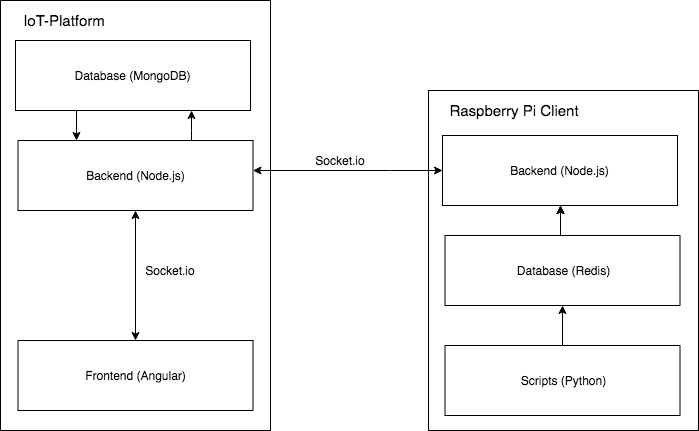 IoT-Platform
Database (MongoDB)
Backend (Node.js)
Socket.io
Frontend (Angular)
Socket.io
Raspberry Pi Client
Backend (Node.js)
Database (Redis)
Scripts (Python)